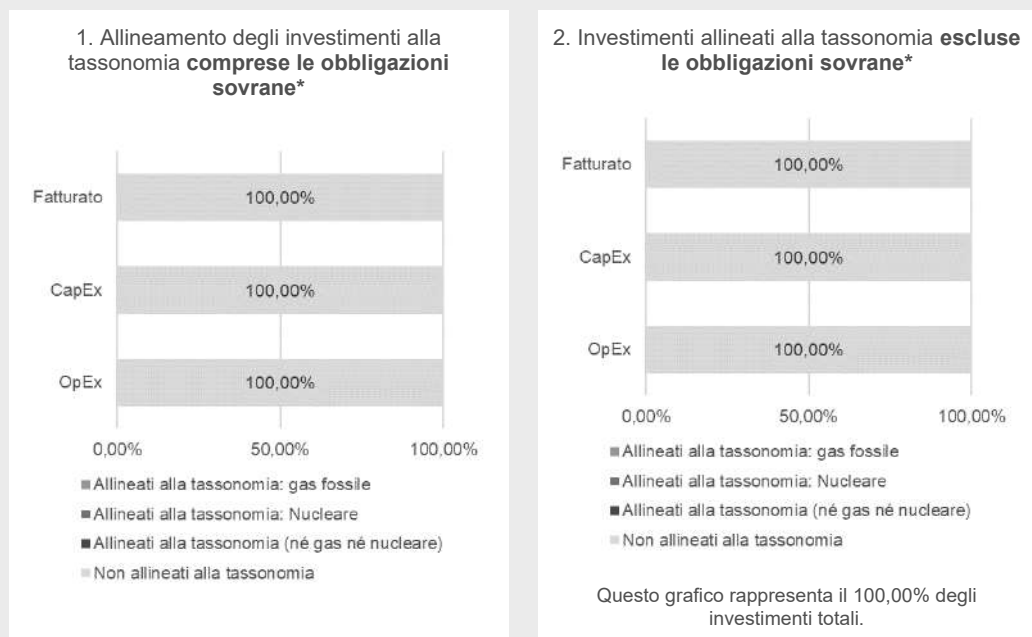 1. Allineamento degli investimenti alla
tassonomia comprese le obbligazioni
sovrane*
Fatturato
100,00%
CapEx
100,00%
OpEx
100,00%
0,00%
50,00%
100,00%
Allineati alla tassonomia: gas fossile
Allineati alla tassonomia: Nucleare
Allineati alla tassonomia (né gas né nucleare)
Non allineati alla tassonomia
2. Investimenti allineati alla tassonomia escluse
le obbligazioni sovrane*
Fatturato
100,00%
CapEx
100,00%
OpEx
100,00%
0,00%
50,00%
100,00%
Allineati alla tassonomia: gas fossile
Allineati alla tassonomia: Nucleare
Allineati alla tassonomia (né gas né nucleare)
Non allineati alla tassonomia
Questo grafico rappresenta il 100,00% degli
investimenti totali.